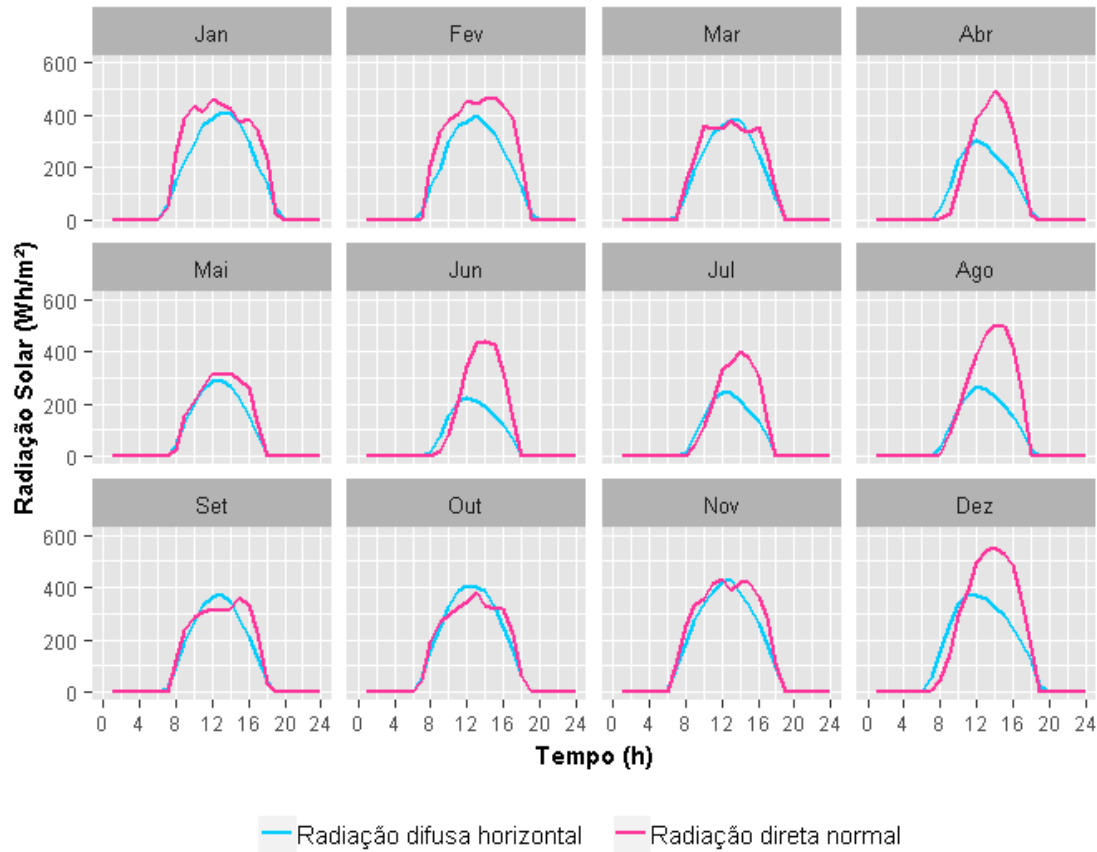 Jan Fev Mar Abr
600
400
200
0
Mai Jun Jul Ago
600
400
200
0
Set Out Nov Dez
600
400
200
0
0 4 8 12 16 20 24 0 4 8 12 16 20 24 0 4 8 12 16 20 24 0 4 8 12 16 20 24
Radiação Solar (Wh/m²)
Tempo (h)
Radiação difusa horizontal Radiação direta normal